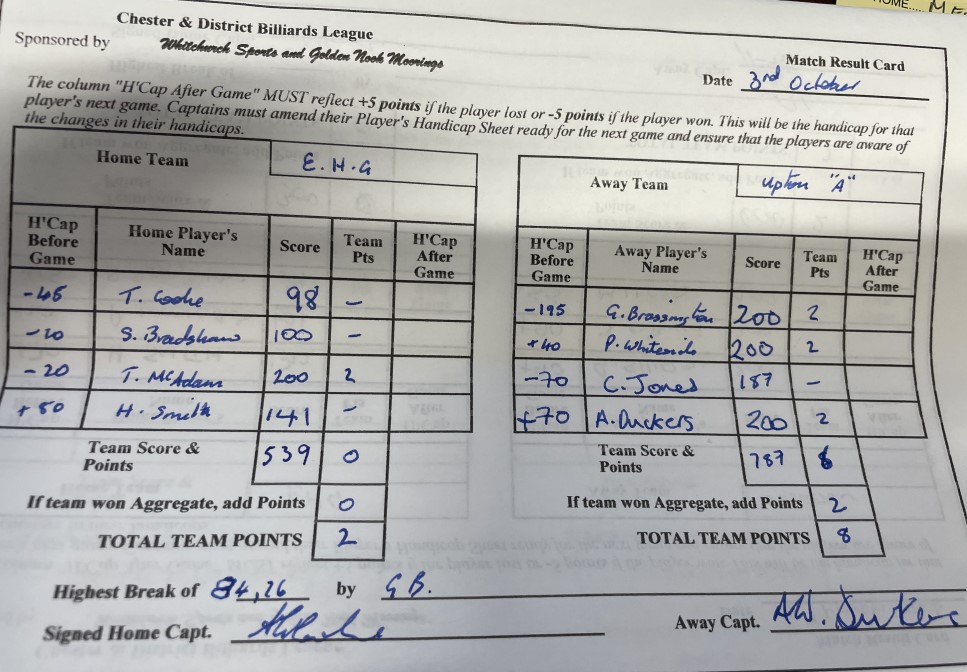 HOME....
Chester & District Billiards League
Sponsored by Whitchurch Sports and Golden Nook Moorings
Match Result Card
Date 3rd October
The column "H'Cap After Game" MUST reflect +5 points if the player lost or -5 points if the player won. This will be the handicap for that
player's next game. Captains must amend their Player's Handicap Sheet ready for the next game and ensure that the players are aware of
the changes in their handicaps.
Home Team E.H.G
H'Cap Before Game Home Player's Name Score Team Pts H'Cap After Game
-45 T. Cooke 98 –
S. Bradshaw 100 –
-20 T. McAdam 200 2
+80 H. Smith 141 –
Team Score & Points 539 0
If team won Aggregate, add Points 0
TOTAL TEAM POINTS 2
Away Team Upton "A"
H'Cap Before Game Away Player's Name Score Team Pts H'Cap After Game
-195 G. Brassington 200 2
+40 P. Whiteside 200 2
-70 C. Jones 187 –
+70 A. Duckers 200 2
Team Score & Points 787 6
If team won Aggregate, add Points 2
TOTAL TEAM POINTS 8
Highest Break of 84,26 by G B.
Signed Home Capt.
Away Capt. AW. Duckers